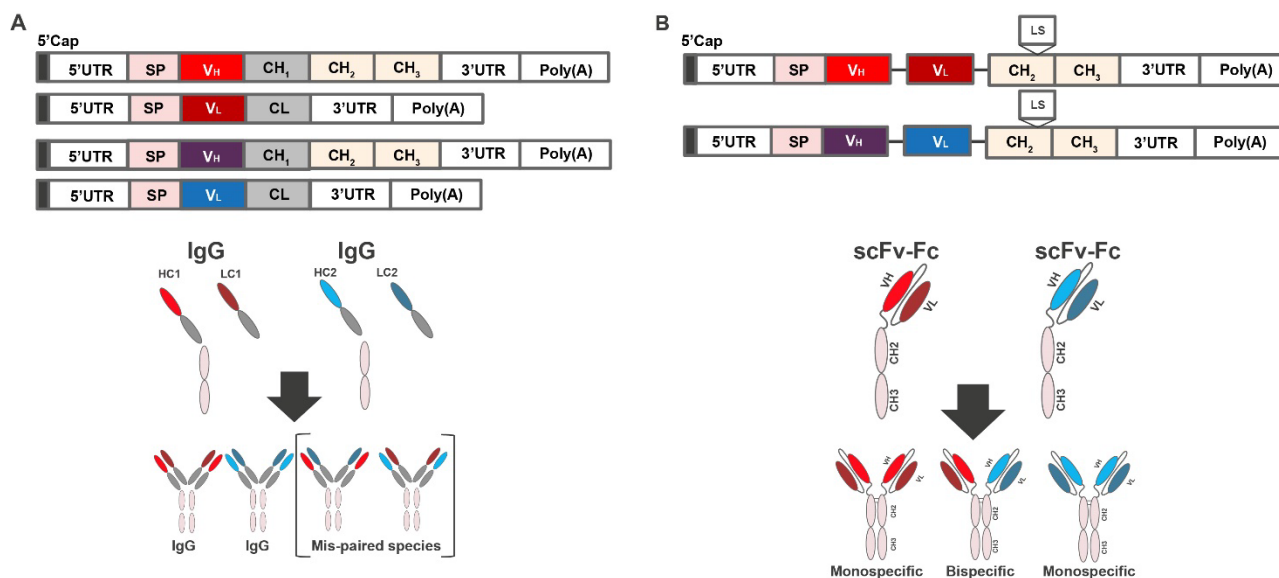 A
5'Cap
5'UTR SP VH CH1 CH2 CH3 3'UTR Poly(A)
5'UTR SP VL CL 3'UTR Poly(A)
5'UTR SP VH CH1 CH2 CH3 3'UTR Poly(A)
5'UTR SP VL CL 3'UTR Poly(A)
IgG IgG
HC1 LC1 HC2 LC2
IgG IgG Mis-paired species
B
LS
5'Cap
5'UTR SP VH VL CH2 CH3 3'UTR Poly(A)
LS
5'UTR SP VH VL CH2 CH3 3'UTR Poly(A)
scFv-Fc scFv-Fc
VH VL CH2 CH3
VH VL CH2 CH3
VH VL CH2 CH3
VH VL CH2 CH3
VH VL CH2 CH3
Monospecific Bispecific Monospecific